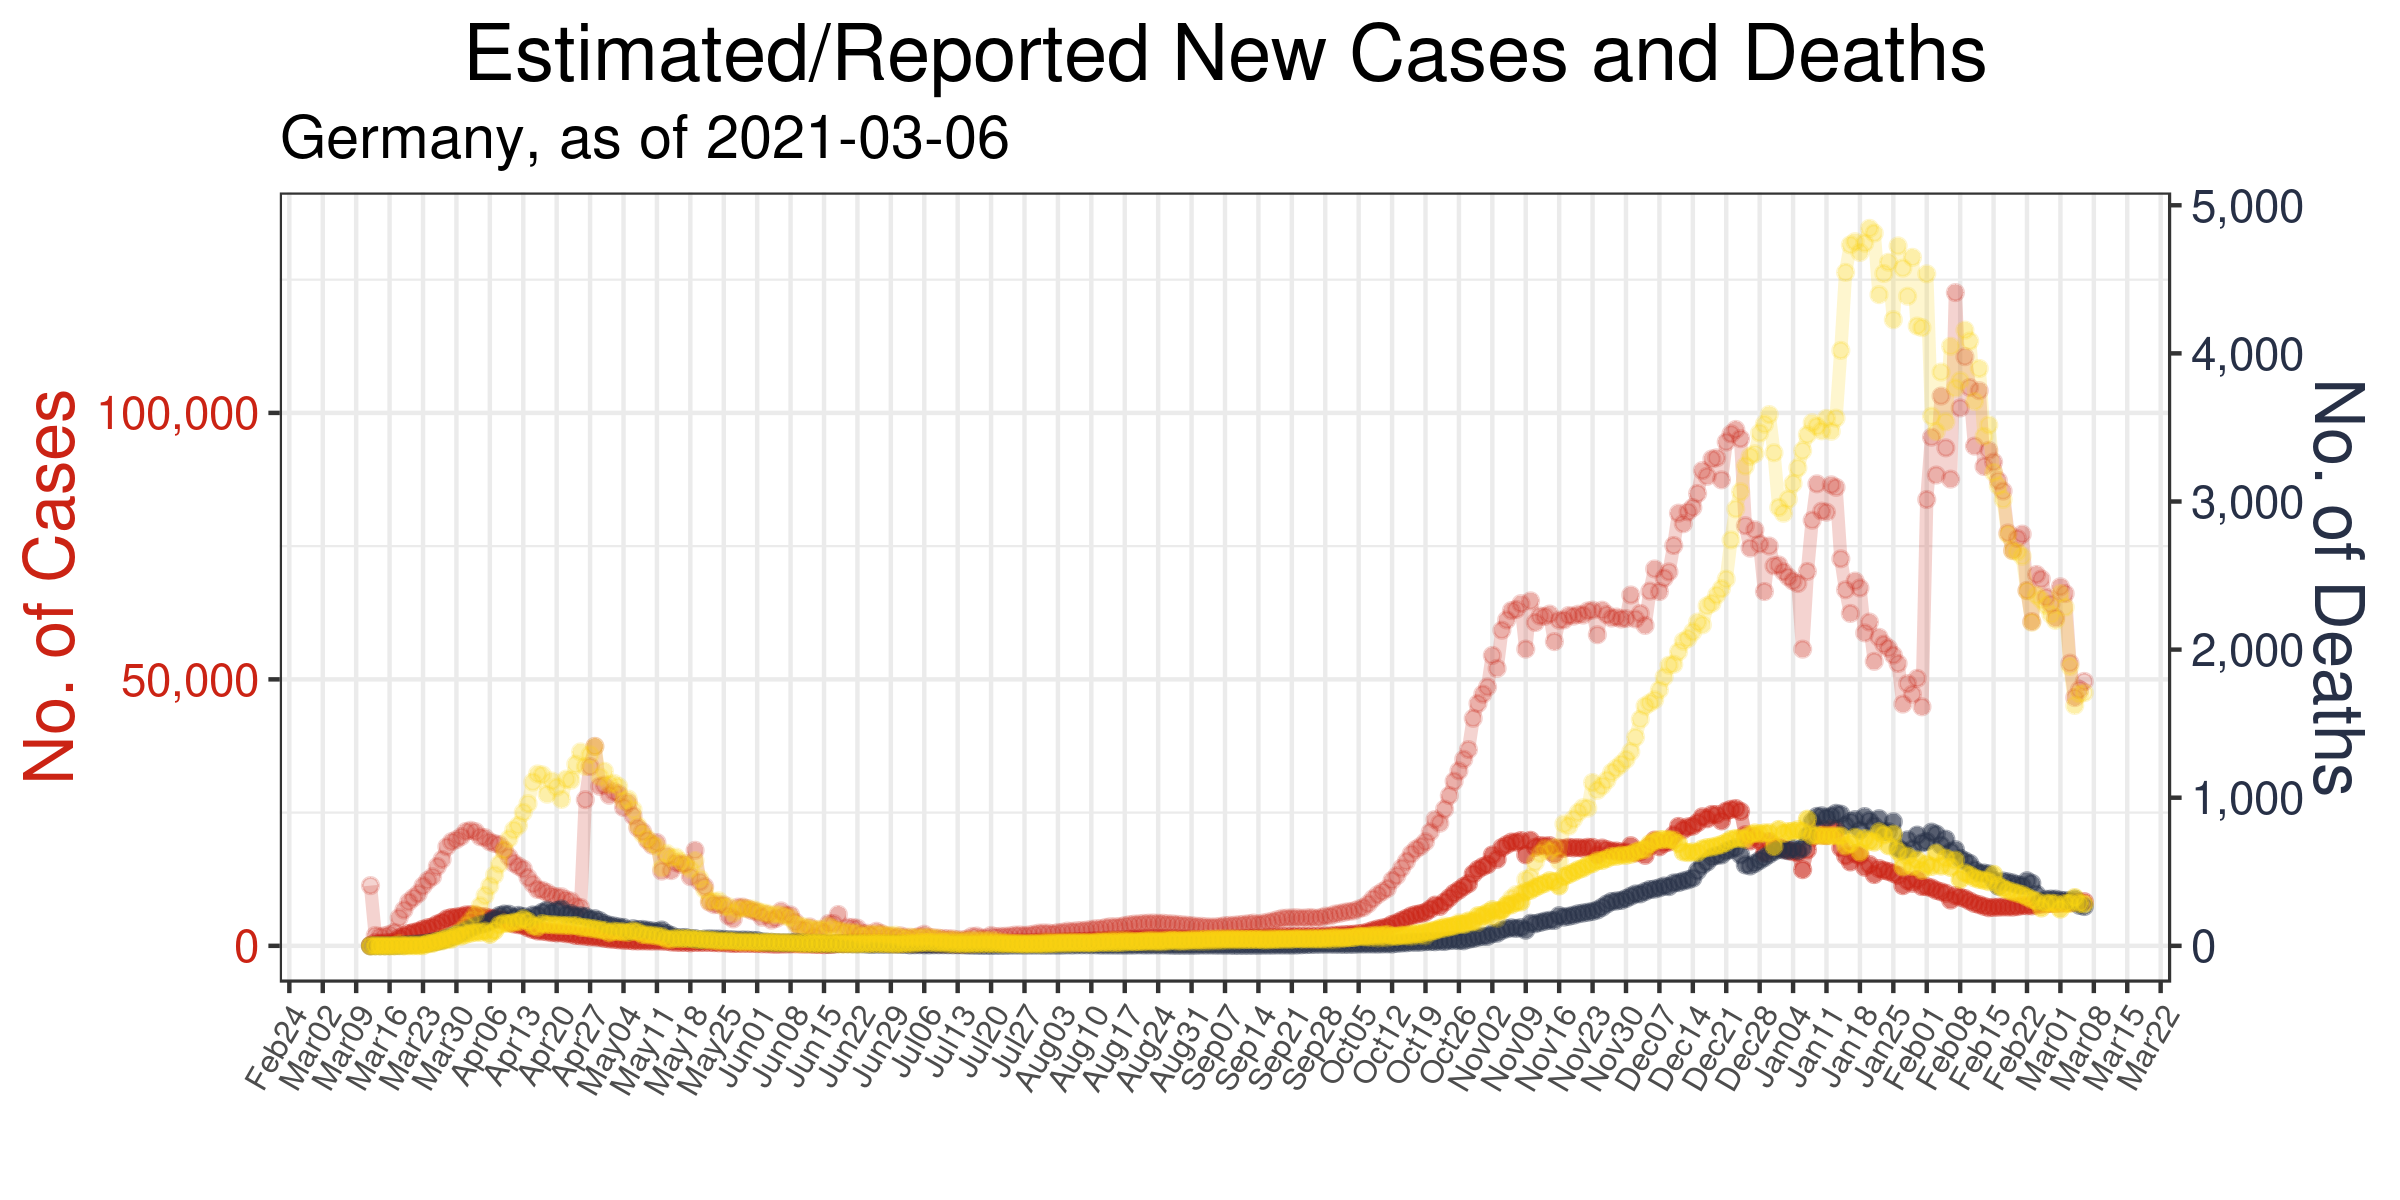 Estimated/Reported New Cases and Deaths
Germany, as of 2021-03-06
No. of Cases
100,000
50,000
0
5,000
4,000
3,000
2,000
1,000
0
No. of Deaths
Feb24
Mar02
Mar09
Mar16
Mar23
Mar30
Apr06
Apr13
Apr20
Apr27
May04
May11
May18
May25
Jun01
Jun08
Jun15
Jun22
Jun29
Jul06
Jul13
Jul20
Jul27
Aug03
Aug10
Aug17
Aug24
Aug31
Sep07
Sep14
Sep21
Sep28
Oct05
Oct12
Oct19
Oct26
Nov02
Nov09
Nov16
Nov23
Nov30
Dec07
Dec14
Dec21
Dec28
Jan04
Jan11
Jan18
Jan25
Feb01
Feb08
Feb15
Feb22
Mar01
Mar08
Mar15
Mar22